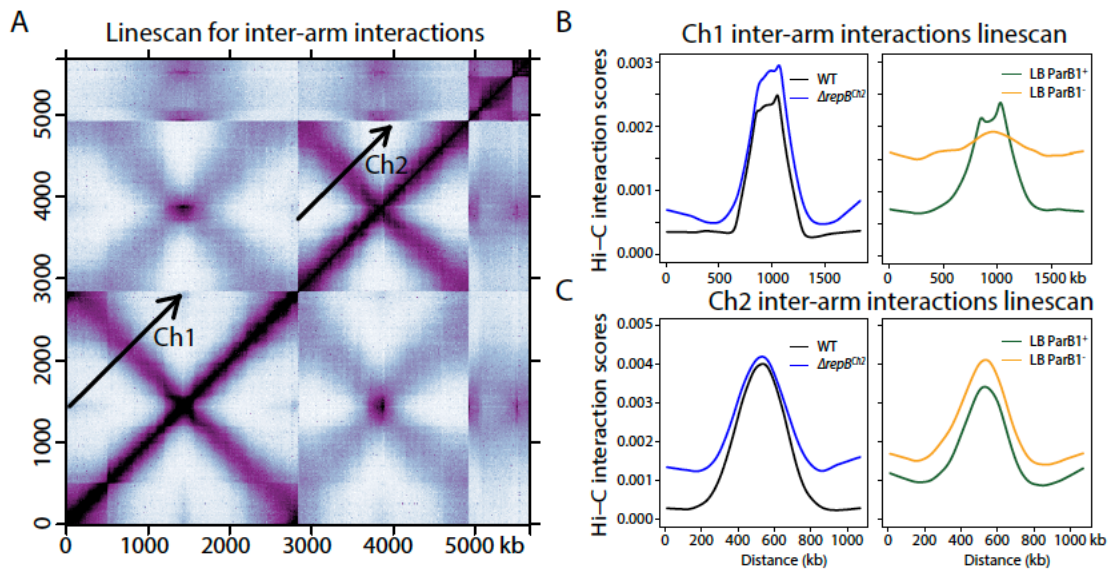 A
Linescan for inter-arm interactions
5000
4000
3000
2000
1000
0
Ch2
Ch1
0 1000 2000 3000 4000 5000 kb
B
Ch1 inter-arm interactions linescan
Hi–C interaction scores
0.003
0.002
0.001
0.000
WT
ΔrepB^Ch2
LB ParB1+
LB ParB1-
0 500 1000 1500
0 500 1000 1500 kb
C
Ch2 inter-arm interactions linescan
Hi–C interaction scores
0.005
0.004
0.003
0.002
0.001
0.000
WT
ΔrepB^Ch2
LB ParB1+
LB ParB1-
0 200 400 600 800 1000
0 200 400 600 800 1000 kb
Distance (kb)
Distance (kb)